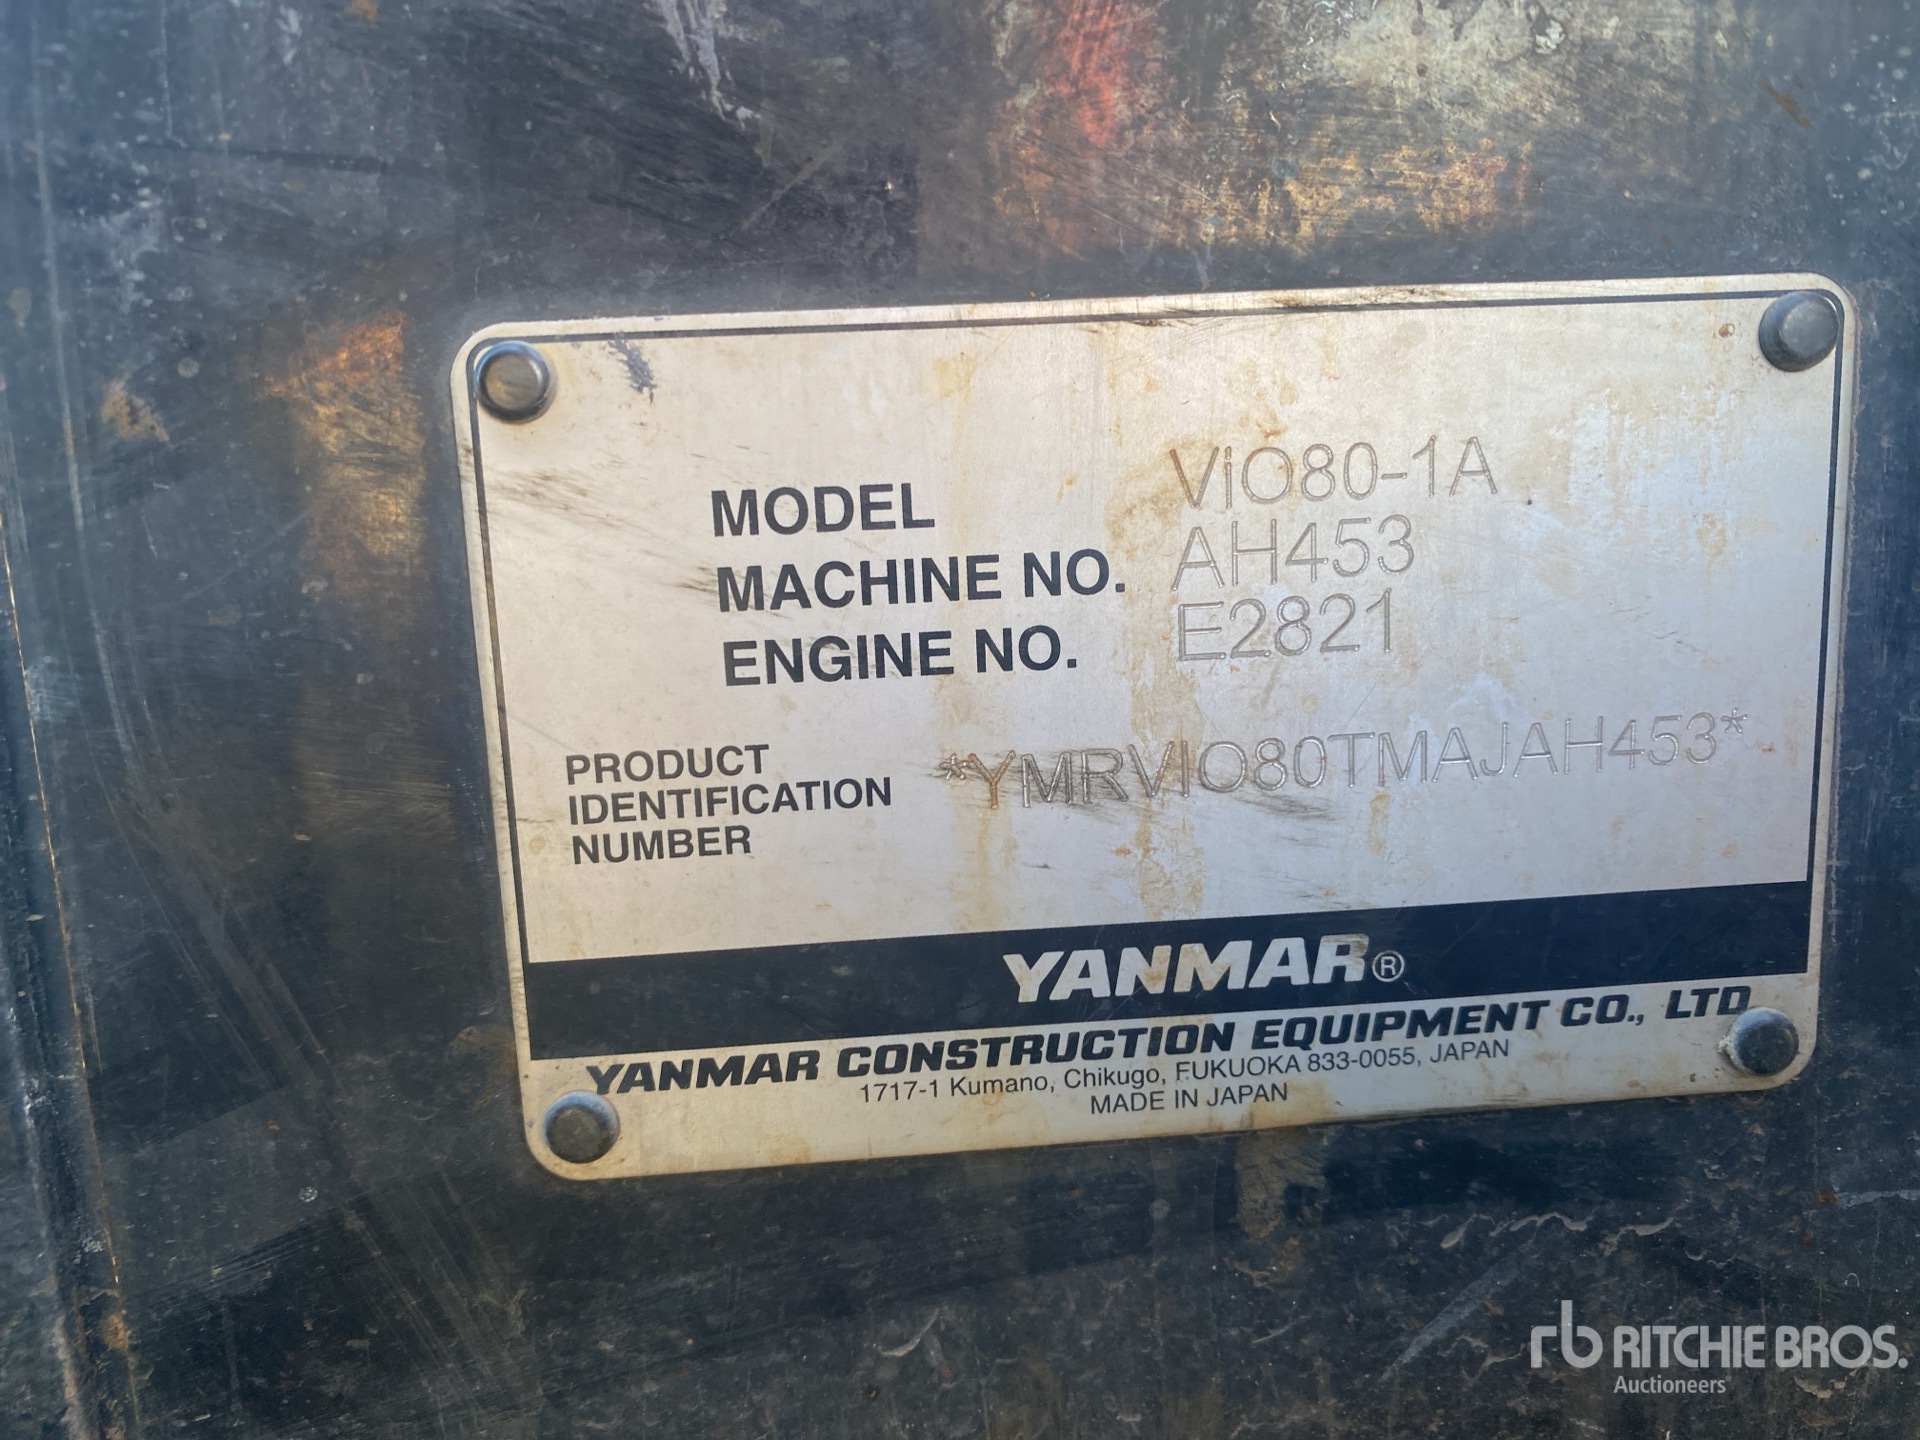 MODEL ViO80-1A
MACHINE NO. AH453
ENGINE NO. E2821
PRODUCT
IDENTIFICATION
NUMBER
*YMRVIO80TMAJAH453*
YANMAR®
YANMAR CONSTRUCTION EQUIPMENT CO., LTD
1717-1 Kumano, Chikugo, FUKUOKA 833-0055, JAPAN
MADE IN JAPAN
rb RITCHIE BROS.
Auctioneers